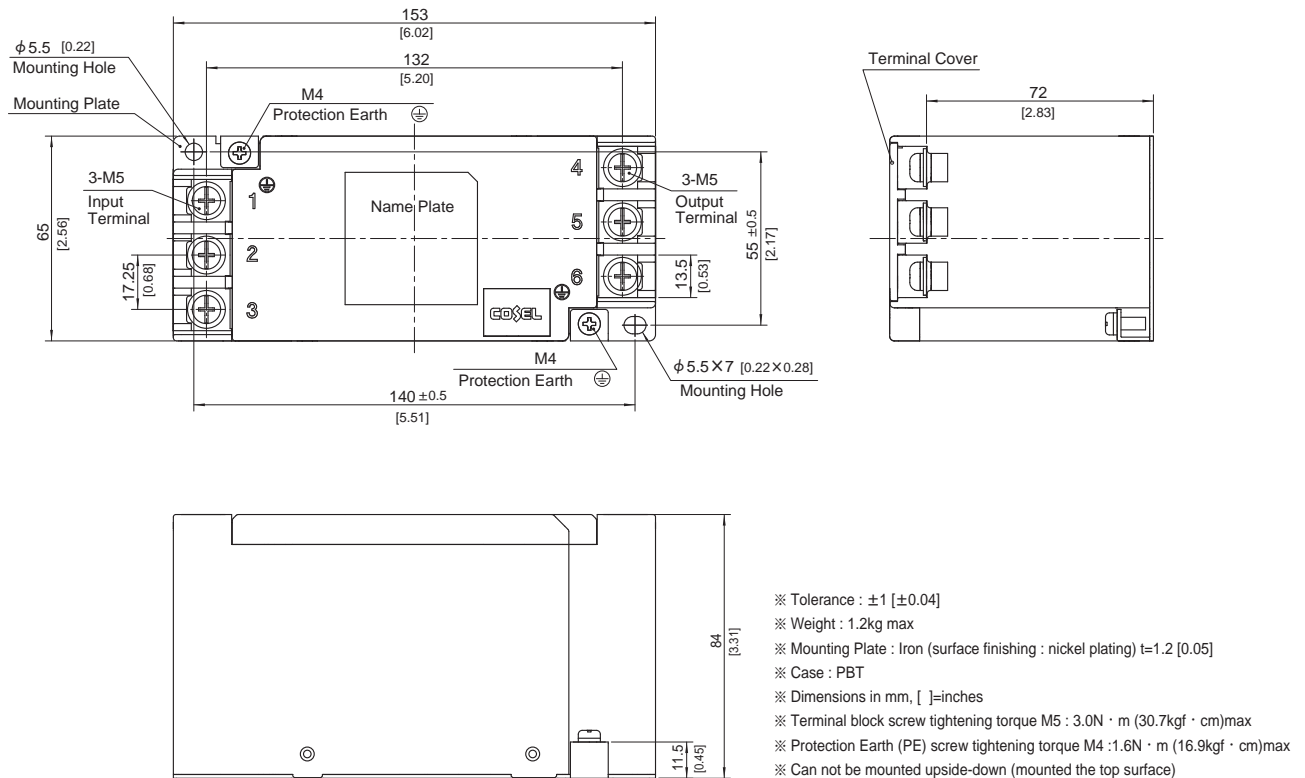 153
[6.02]
φ5.5 [0.22]
Mounting Hole
132
[5.20]
Terminal Cover
M4
Protection Earth
Mounting Plate
72
[2.83]
3-M5
Input
Terminal
1
2
3
Name Plate
4
5
6
3-M5
Output
Terminal
65
[2.56]
17.25
[0.68]
13.5
[0.53]
55 ±0.5
[2.17]
COSEL
M4
Protection Earth
φ5.5×7 [0.22×0.28]
Mounting Hole
140 ±0.5
[5.51]
84
[3.31]
11.5
[0.45]
※ Tolerance : ±1 [±0.04]
※ Weight : 1.2kg max
※ Mounting Plate : Iron (surface finishing : nickel plating) t=1.2 [0.05]
※ Case : PBT
※ Dimensions in mm, [ ]=inches
※ Terminal block screw tightening torque M5 : 3.0N · m (30.7kgf · cm)max
※ Protection Earth (PE) screw tightening torque M4 :1.6N · m (16.9kgf · cm)max
※ Can not be mounted upside-down (mounted the top surface)